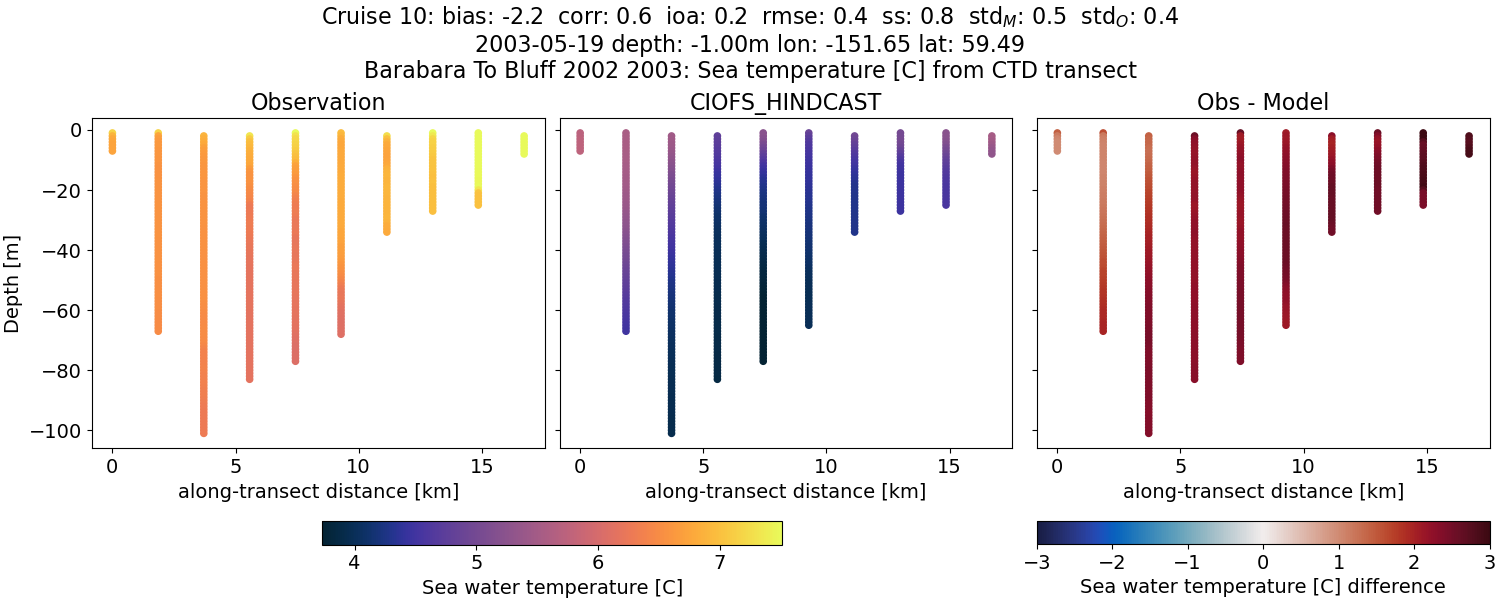 Cruise 10: bias: -2.2  corr: 0.6  ioa: 0.2  rmse: 0.4  ss: 0.8  std_M: 0.5  std_O: 0.4
2003-05-19 depth: -1.00m lon: -151.65 lat: 59.49
Barabara To Bluff 2002 2003: Sea temperature [C] from CTD transect
Observation
CIOFS_HINDCAST
Obs - Model
Depth [m]
0
−20
−40
−60
−80
−100
0 5 10 15
0 5 10 15
0 5 10 15
along-transect distance [km]
along-transect distance [km]
along-transect distance [km]
4 5 6 7
Sea water temperature [C]
−3 −2 −1 0 1 2 3
Sea water temperature [C] difference